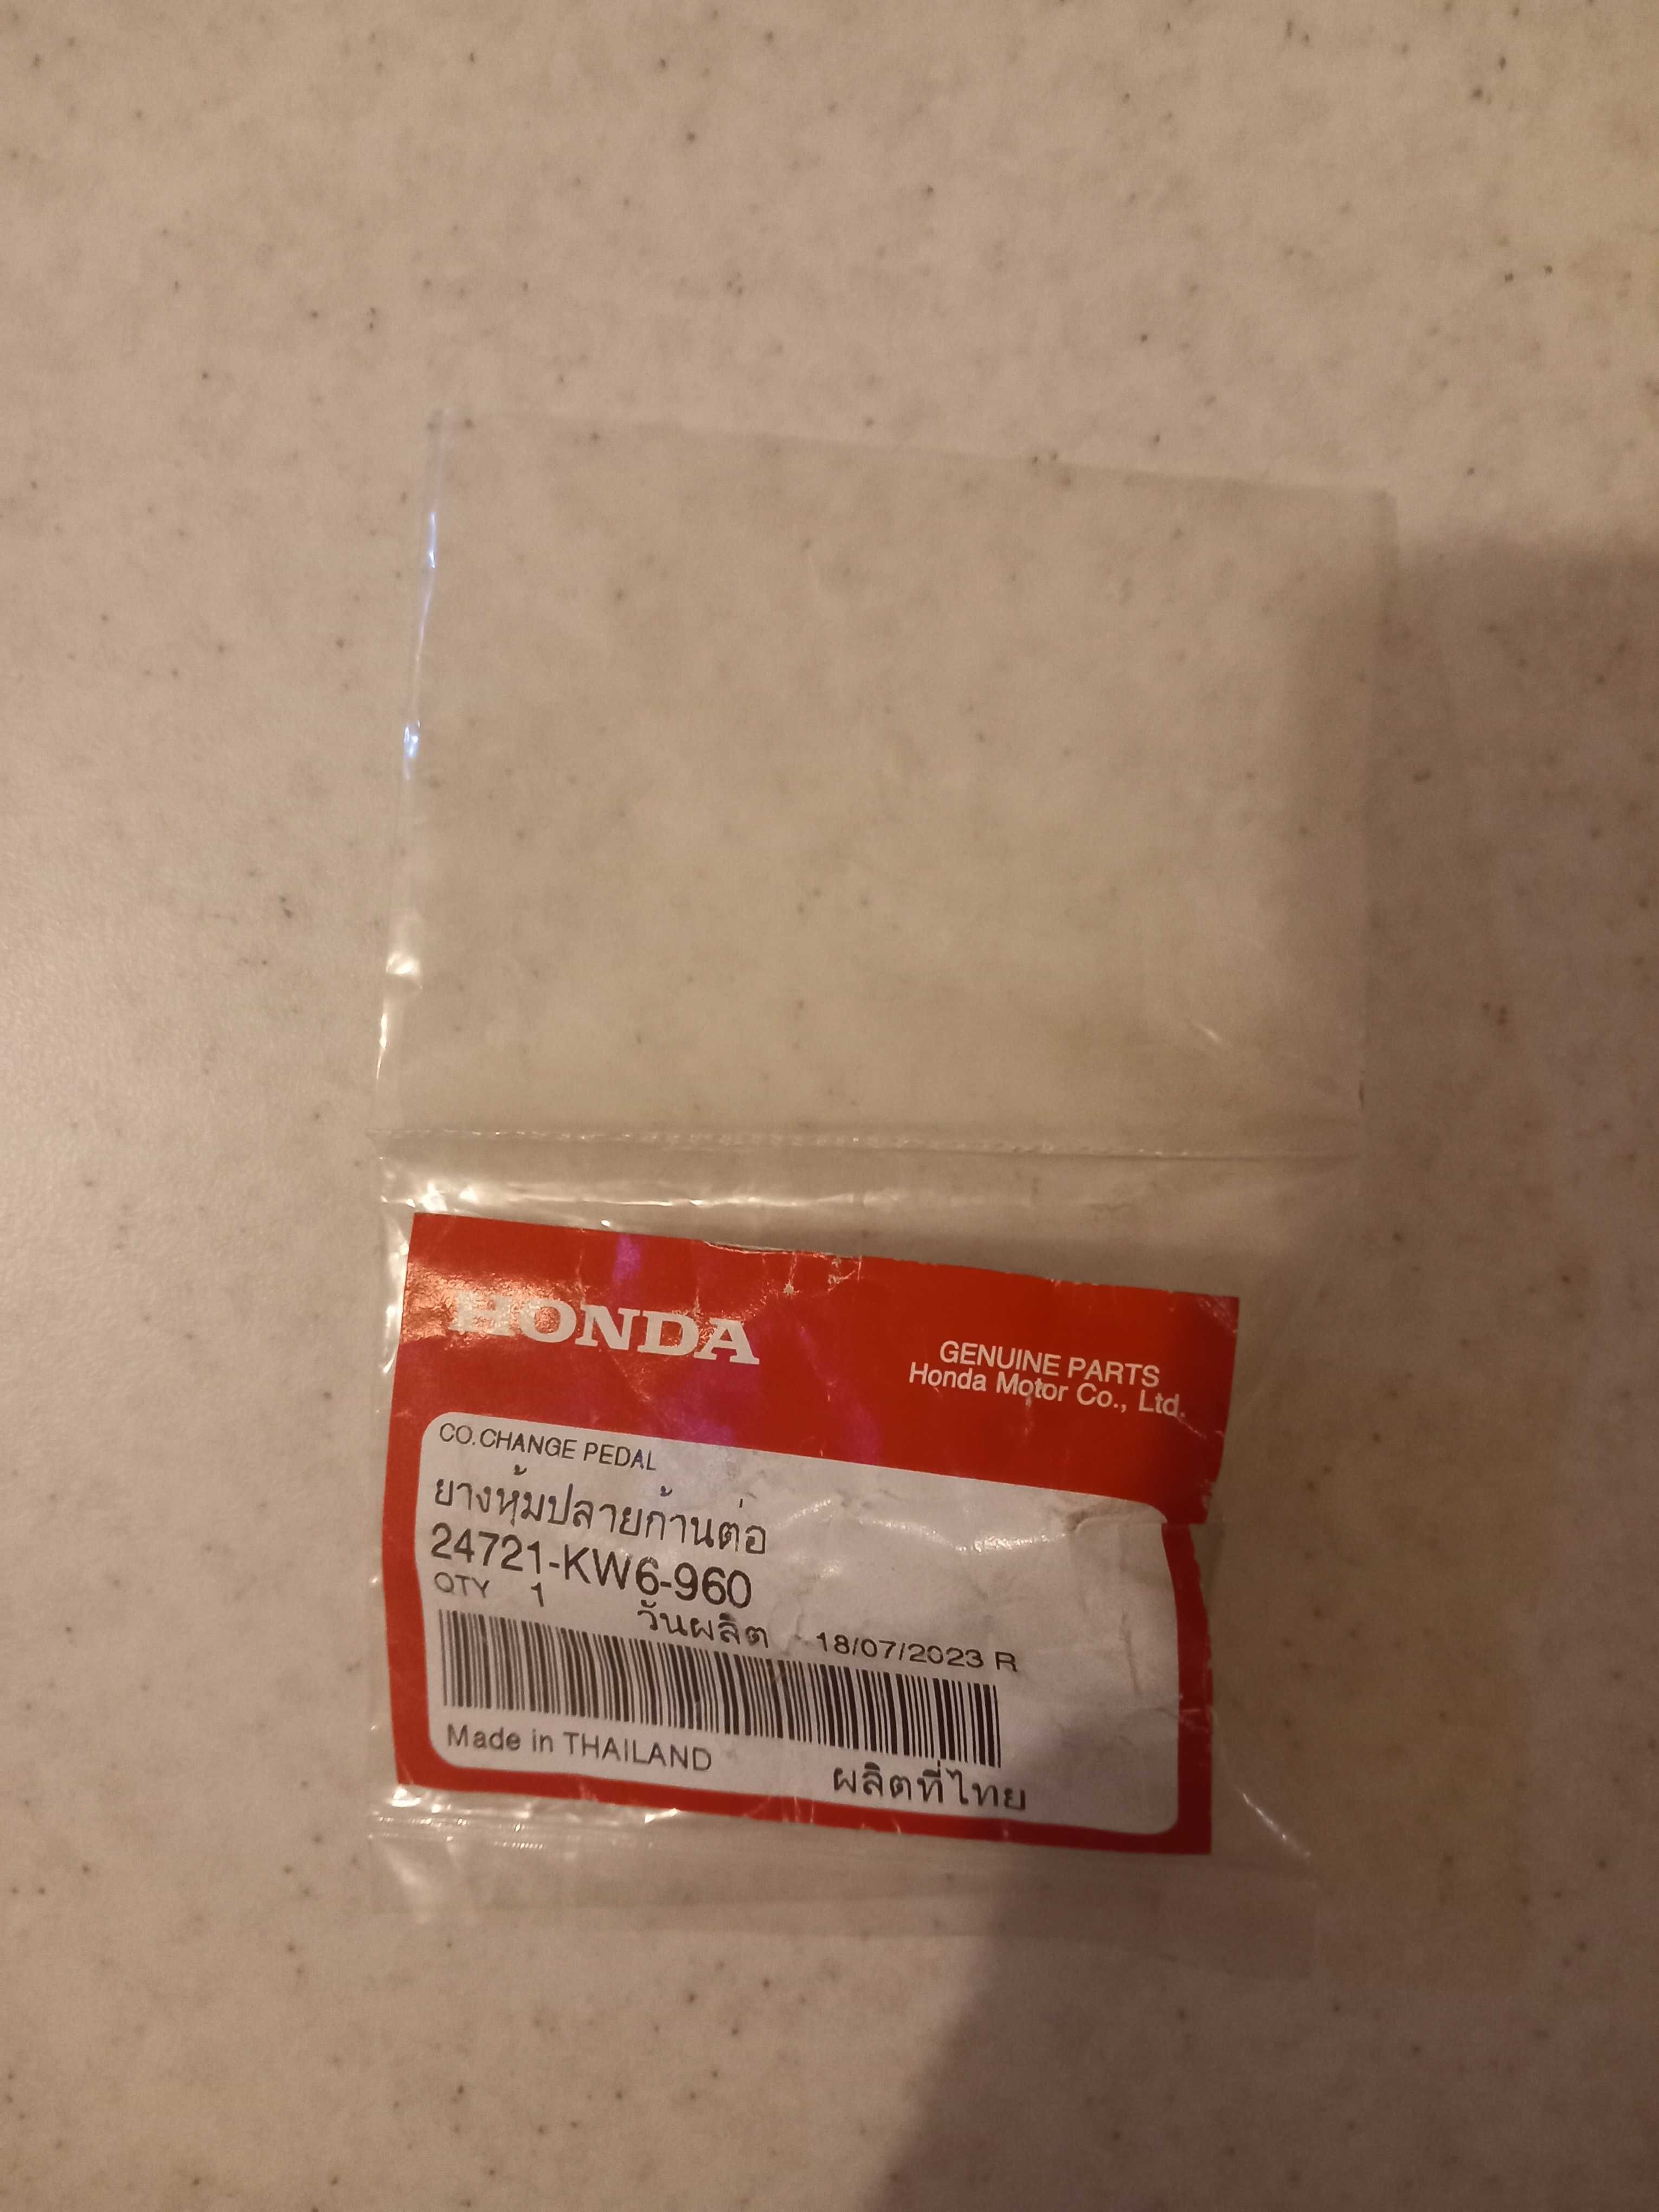 HONDA
GENUINE PARTS
Honda Motor Co., Ltd.
CO.CHANGE PEDAL
ยางหุ้มปลายก้านต่อ
24721-KW6-960
QTY 1
วันผลิต 18/07/2023 R
Made in THAILAND
ผลิตที่ไทย